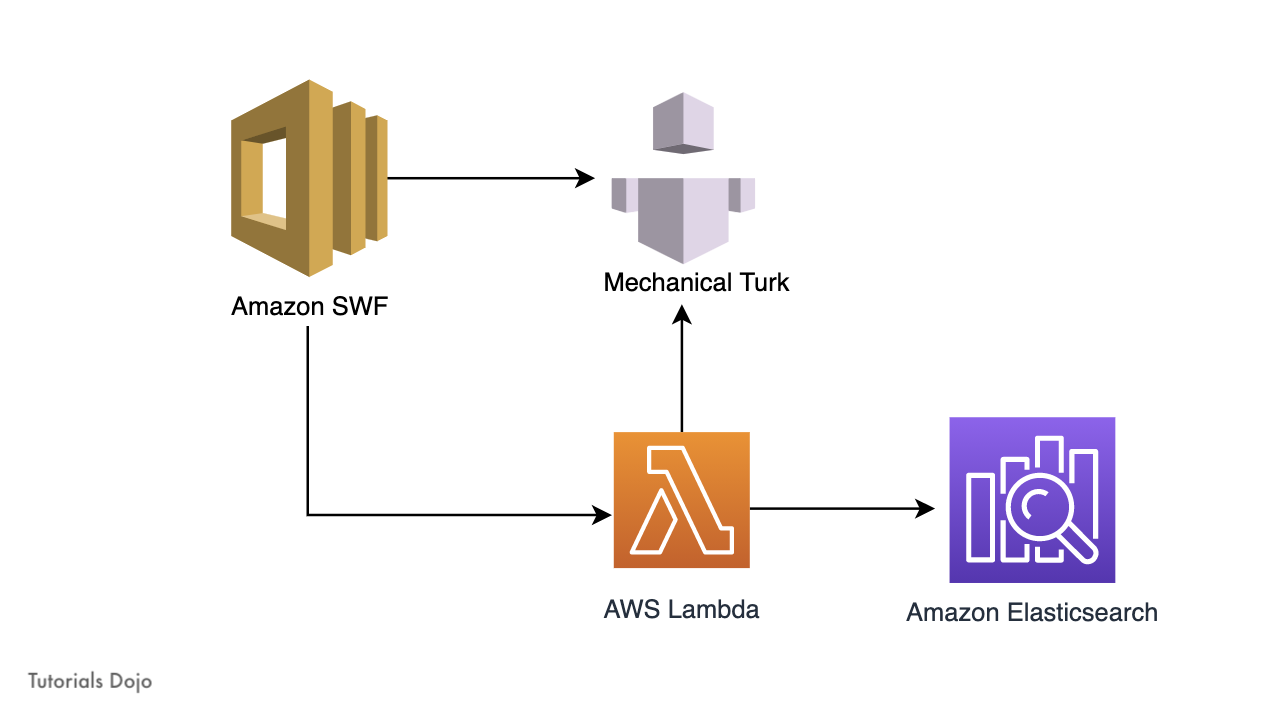 Mechanical Turk
Amazon SWF
AWS Lambda
Amazon Elasticsearch
Tutorials Dojo